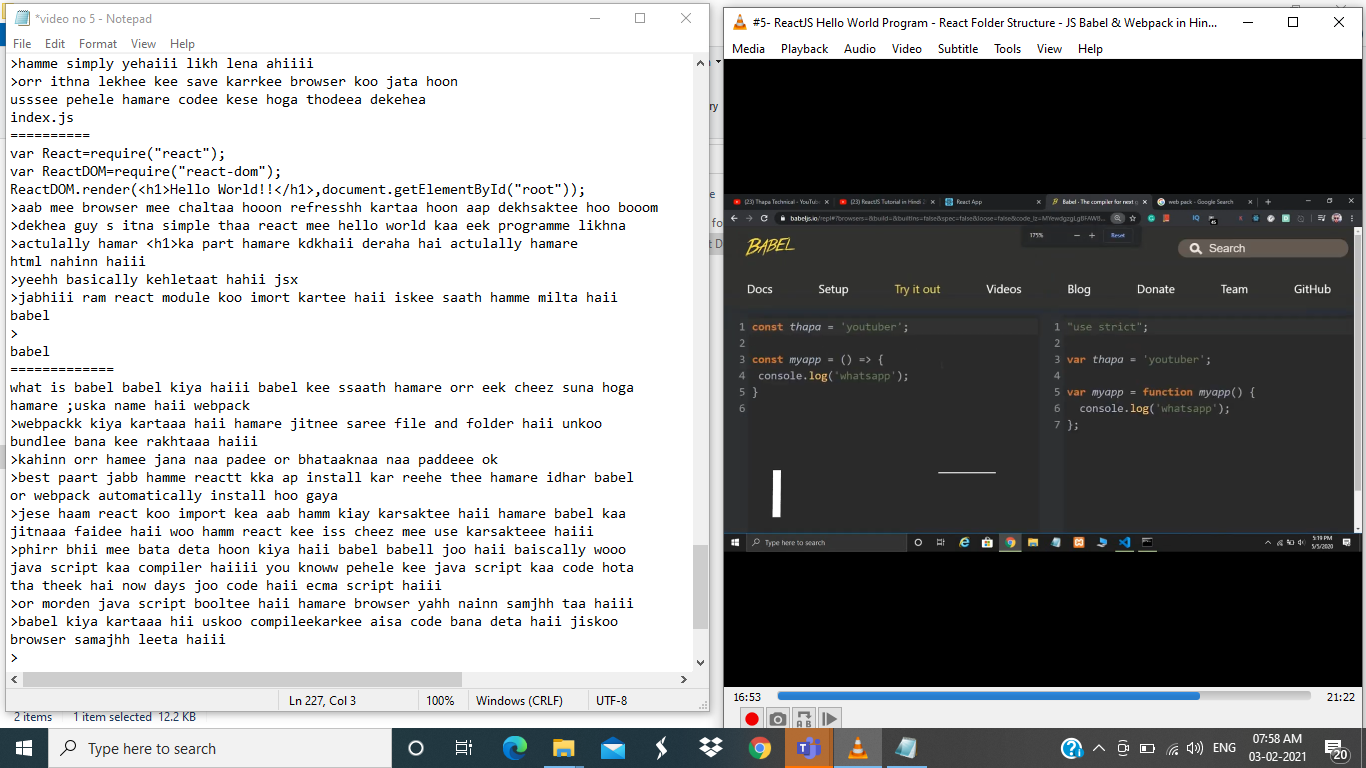 *video no 5 - Notepad
File Edit Format View Help
>hamme simply yehaiii likh lena ahiiii
>orr ithna lekhee kee save karrkee browser koo jata hoon
usssee pehele hamare codee kese hoga thodeea dekehea
index.js
==========
var React=require("react");
var ReactDOM=require("react-dom");
ReactDOM.render(<h1>Hello World!!</h1>,document.getElementById("root"));
>aab mee browser mee chaltaa hooon refresshh kartaa hoon aap dekhsaktee hoo booom
>dekhea guy s itna simple thaa react mee hello world kaa eek programme likhna
>actulally hamar <h1>ka part hamare kdkhaii deraha hai actulally hamare
html nahinn haiii
>yeehh basically kehletaat hahii jsx
>jabhiii ram react module koo imort kartee haii iskee saath hamme milta haii
babel
>
babel
=============
what is babel babel kiya haiii babel kee ssaath hamare orr eek cheez suna hoga
hamare ;uska name haii webpack
>webpackk kiya kartaaa haii hamare jitnee saree file and folder haii unkoo
bundlee bana kee rakhtaaa haiii
>kahinn orr hamee jana naa padee or bhataaknaa naa paddeee ok
>best paart jabb hamme reactt kka ap install kar reehe thee hamare idhar babel
or webpack automatically install hoo gaya
>jese haam react koo import kea aab hamm kiay karsaktee haii hamare babel kaa
jitnaaa faidee haii woo hamm react kee iss cheez mee use karsakteee haiii
>phirr bhii mee bata deta hoon kiya haii babel babell joo haii baiscally wooo
java script kaa compiler haiiii you knoww pehele kee java script kaa code hota
tha theek hai now days joo code haii ecma script haiii
>or morden java script booltee haii hamare browser yahh nainn samjhh taa haiii
>babel kiya kartaaa hii uskoo compileekarkee aisa code bana deta haii jiskoo
browser samajhh leeta haiii
>
Ln 227, Col 3 100% Windows (CRLF) UTF-8
2 items 1 item selected 12.2 KB
#5- ReactJS Hello World Program - React Folder Structure - JS Babel & Webpack in Hin...
Media Playback Audio Video Subtitle Tools View Help
(23) Thapa Technical - YouTube (23) ReactJS Tutorial in Hindi React App Babel - The compiler for next g web pack - Google Search
175% Reset
BABEL
Search
Docs Setup Try it out Videos Blog Donate Team GitHub
1 const thapa = 'youtuber';
2
3 const myapp = () => {
4 console.log('whatsapp');
5 }
6
1 "use strict";
2
3 var thapa = 'youtuber';
4
5 var myapp = function myapp() {
6 console.log('whatsapp');
7 };
Type here to search
5:19 PM
5/5/2020
16:53 21:22
Type here to search
ENG
07:58 AM
03-02-2021
20